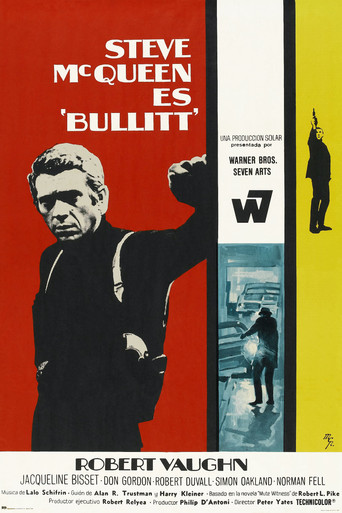 STEVE
McQUEEN
ES
'BULLITT'
UNA PRODUCCION SOLAR
presentada por
WARNER BROS.
SEVEN ARTS
W7
ROBERT VAUGHN
JACQUELINE BISSET - DON GORDON - ROBERT DUVALL - SIMON OAKLAND - NORMAN FELL
Musica de Lalo Schifrin - Guión de Alan R. Trustman y Harry Kleiner - Basado en la novela "Mute Witness" de Robert L. Pike
Productor ejecutivo Robert Relyea - Productor Philip D'Antoni - Director Peter Yates TECHNICOLOR